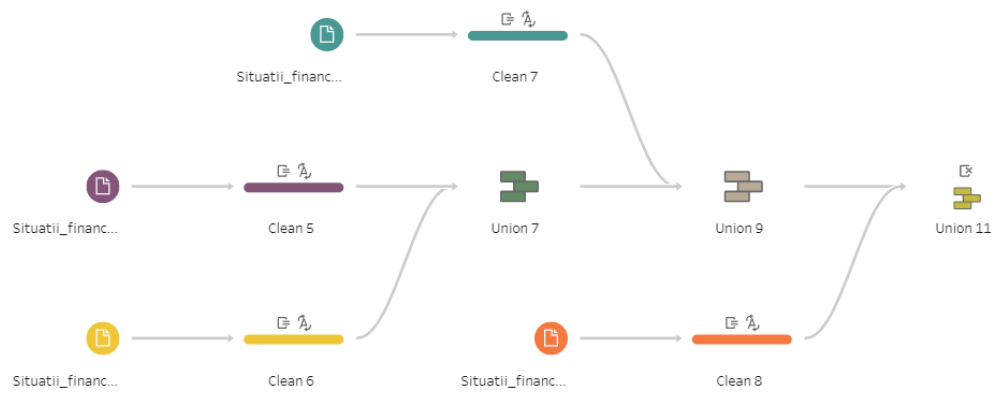 Situatii_financ...
Clean 7
Situatii_financ...
Clean 5
Union 7
Union 9
Union 11
Situatii_financ...
Clean 6
Situatii_financ...
Clean 8